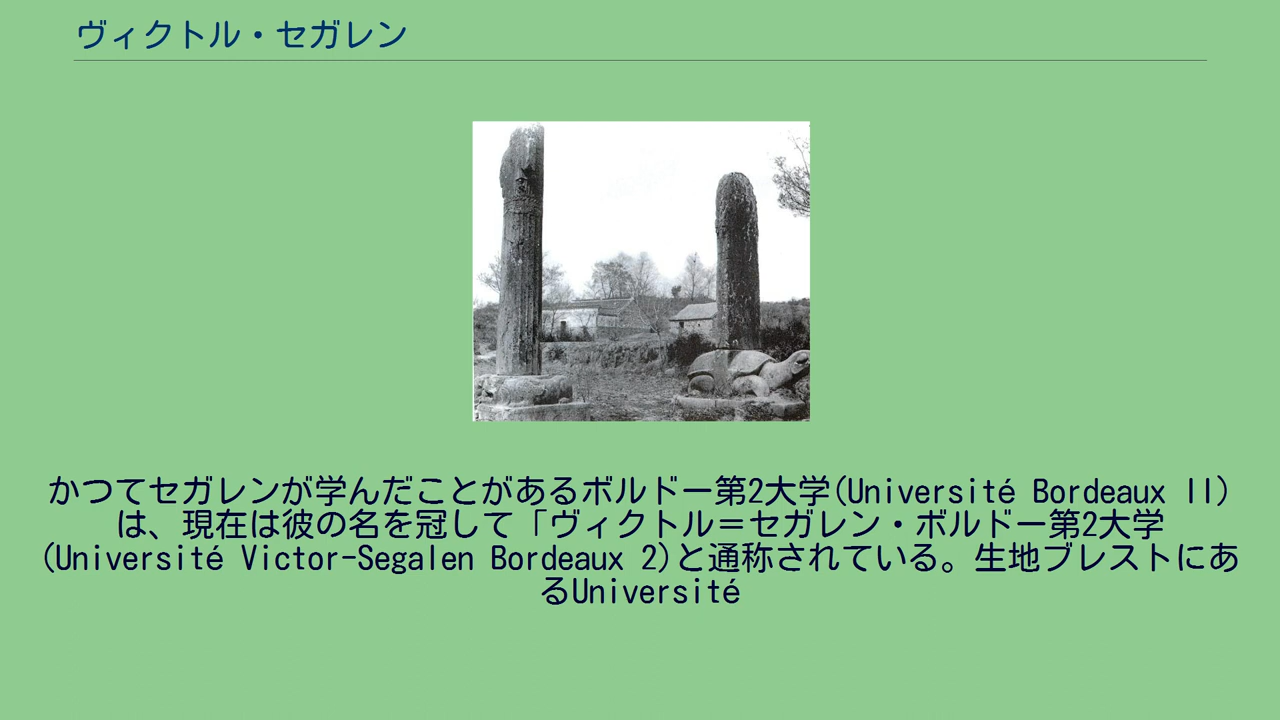 ヴィクトル・セガレン
かつてセガレンが学んだことがあるボルドー第2大学(Université Bordeaux II)
は、現在は彼の名を冠して「ヴィクトル＝セガレン・ボルドー第2大学
(Université Victor-Segalen Bordeaux 2)と通称されている。生地ブレストにあ
るUniversité